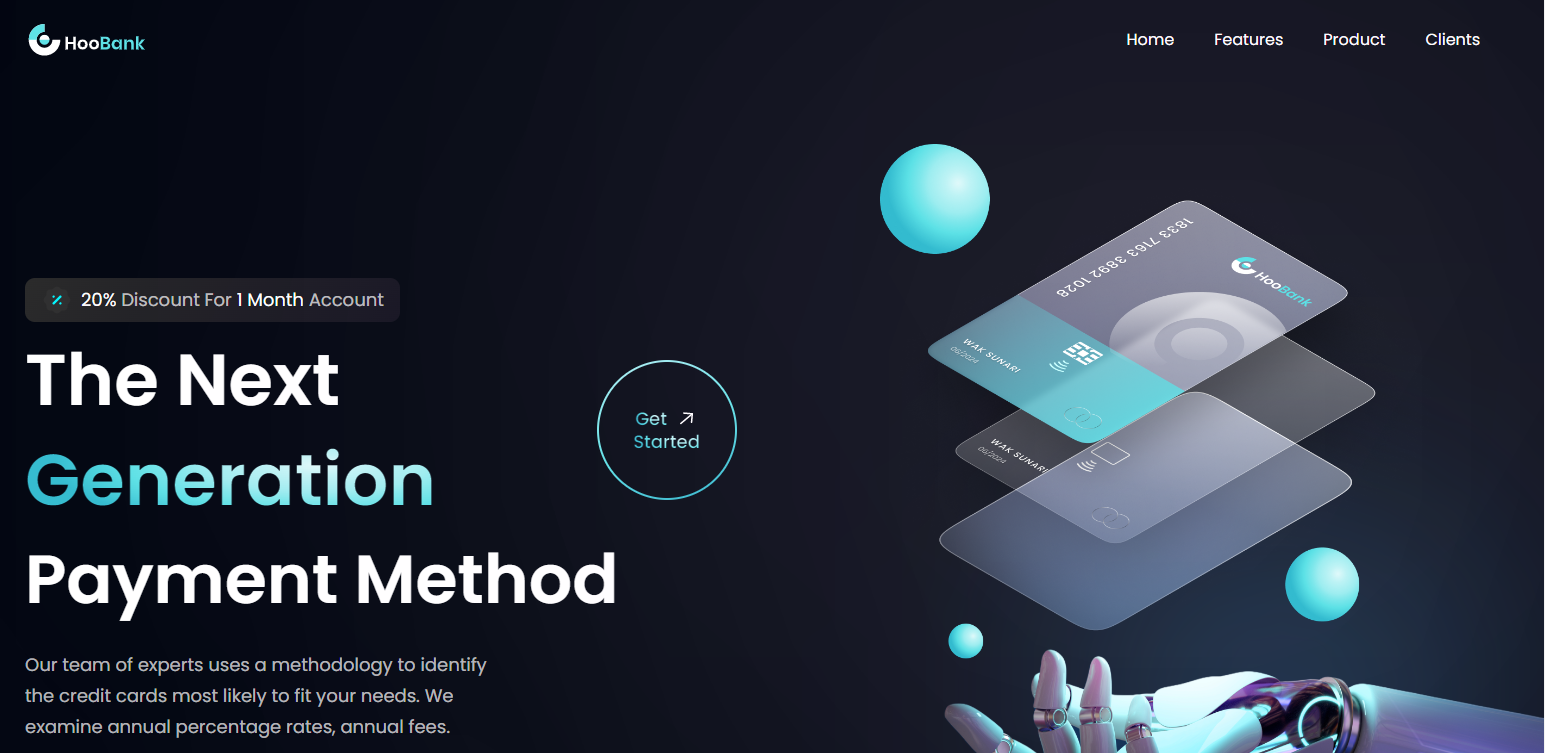 HooBank
Home Features Product Clients
20% Discount For 1 Month Account
The Next
Generation
Payment Method
Get
Started
Our team of experts uses a methodology to identify
the credit cards most likely to fit your needs. We
examine annual percentage rates, annual fees.
1833 7163 3892 1028
HooBank
WAK SUNARI
06/2024
WAK SUNARI
06/2024